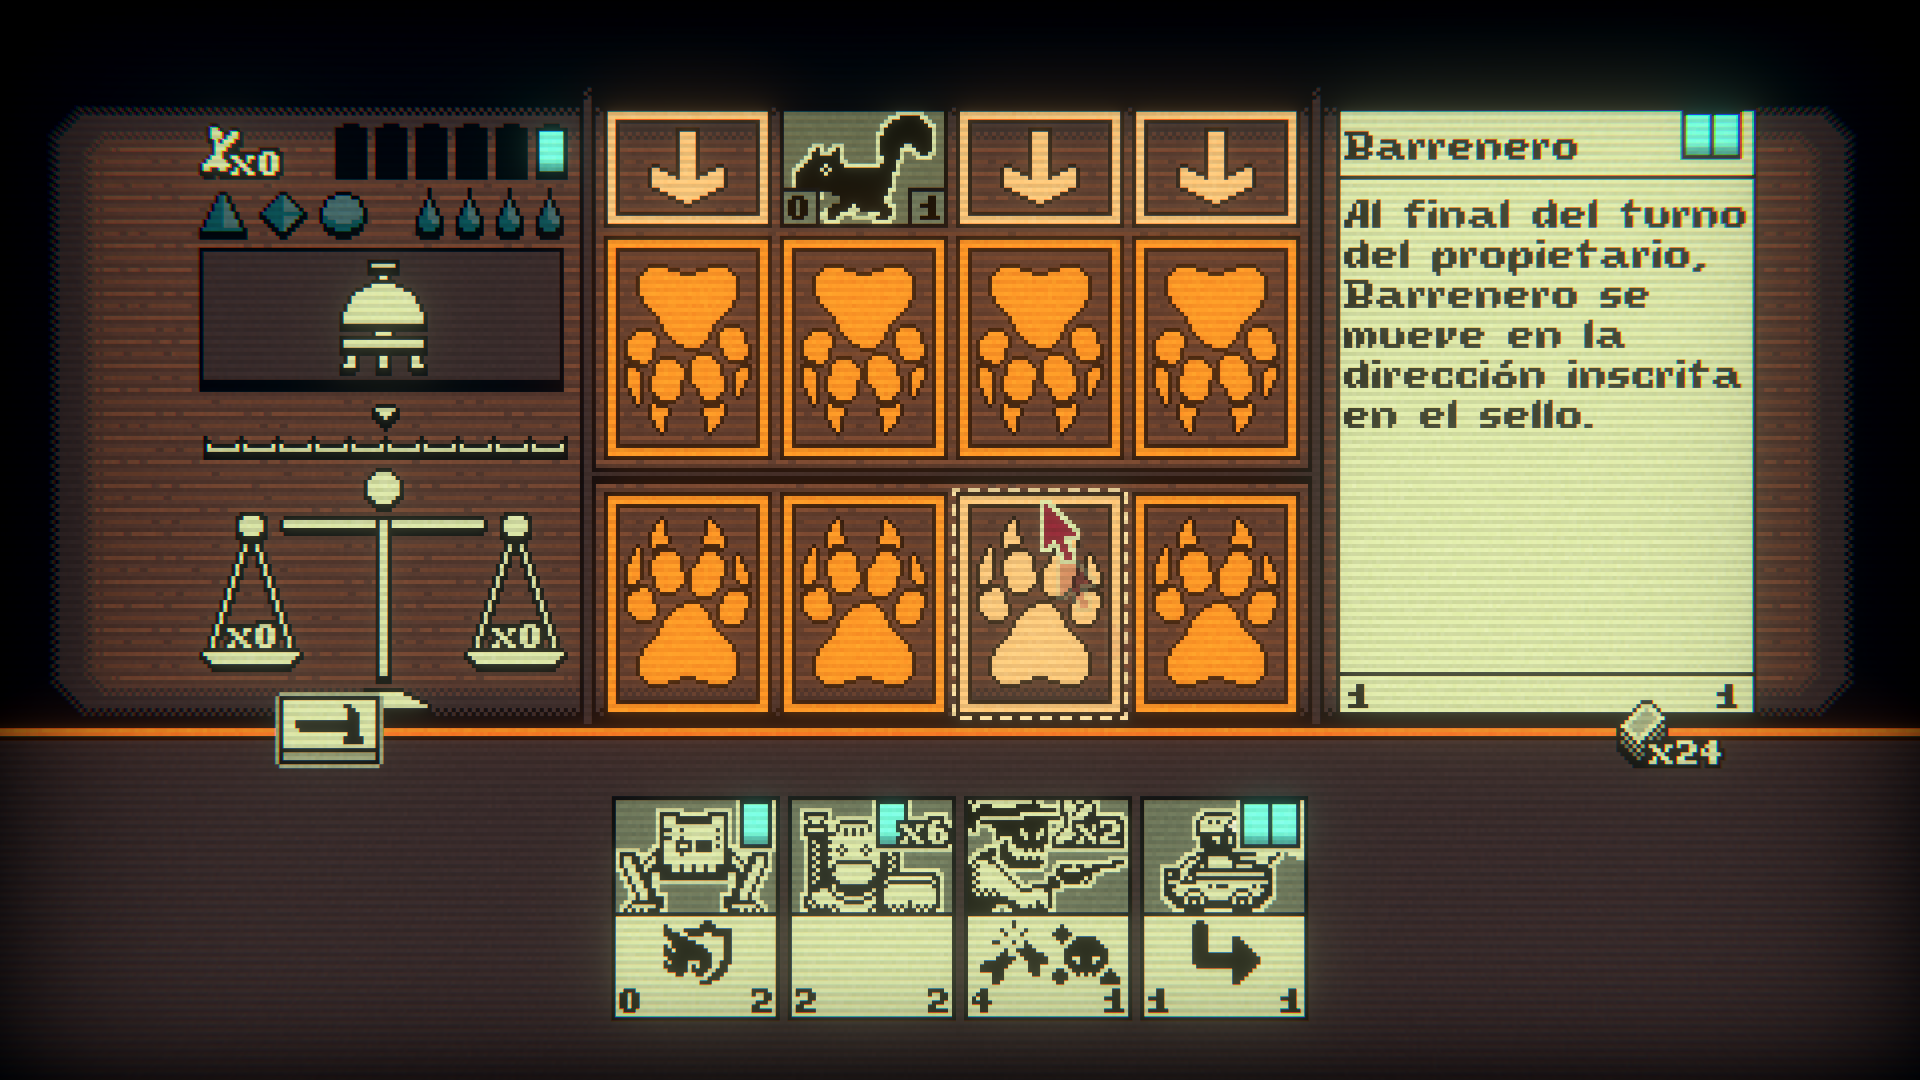 x0
0 1
x0 x0
Barrenero
Al final del turno
del propietario,
Barrenero se
mueve en la
dirección inscrita
en el sello.
1 1
x24
x6 x2
0 2 2 2 4 1 1 1